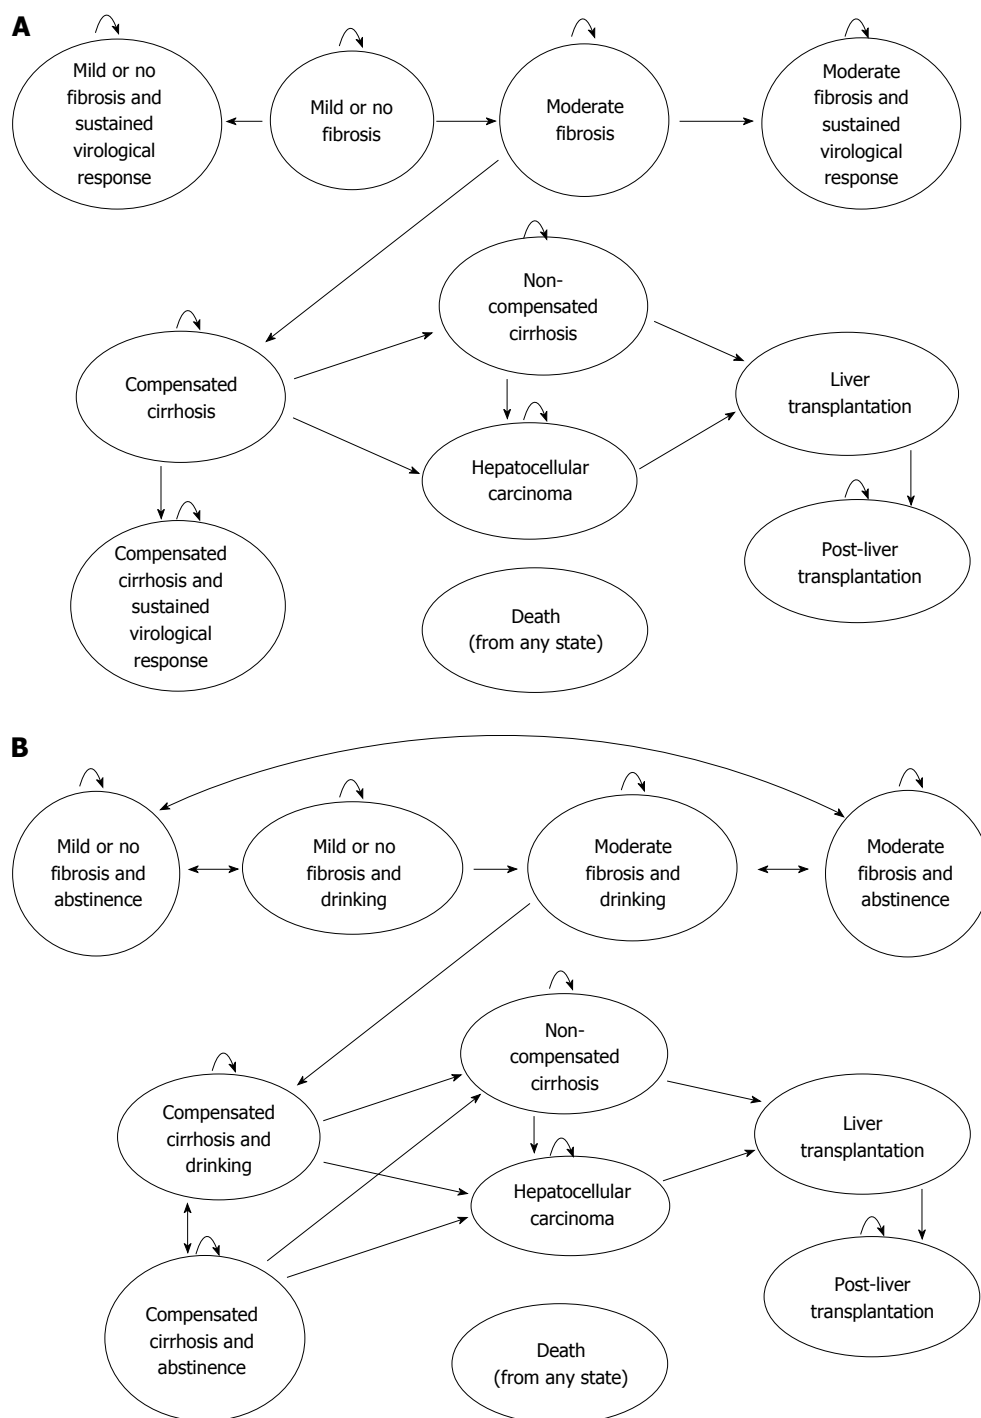 A
Mild or no
fibrosis and
sustained
virological
response
Mild or no
fibrosis
Moderate
fibrosis
Moderate
fibrosis and
sustained
virological
response
Non-
compensated
cirrhosis
Compensated
cirrhosis
Liver
transplantation
Hepatocellular
carcinoma
Compensated
cirrhosis and
sustained
virological
response
Post-liver
transplantation
Death
(from any state)
B
Mild or no
fibrosis and
abstinence
Mild or no
fibrosis and
drinking
Moderate
fibrosis and
drinking
Moderate
fibrosis and
abstinence
Non-
compensated
cirrhosis
Compensated
cirrhosis and
drinking
Liver
transplantation
Hepatocellular
carcinoma
Compensated
cirrhosis and
abstinence
Post-liver
transplantation
Death
(from any state)